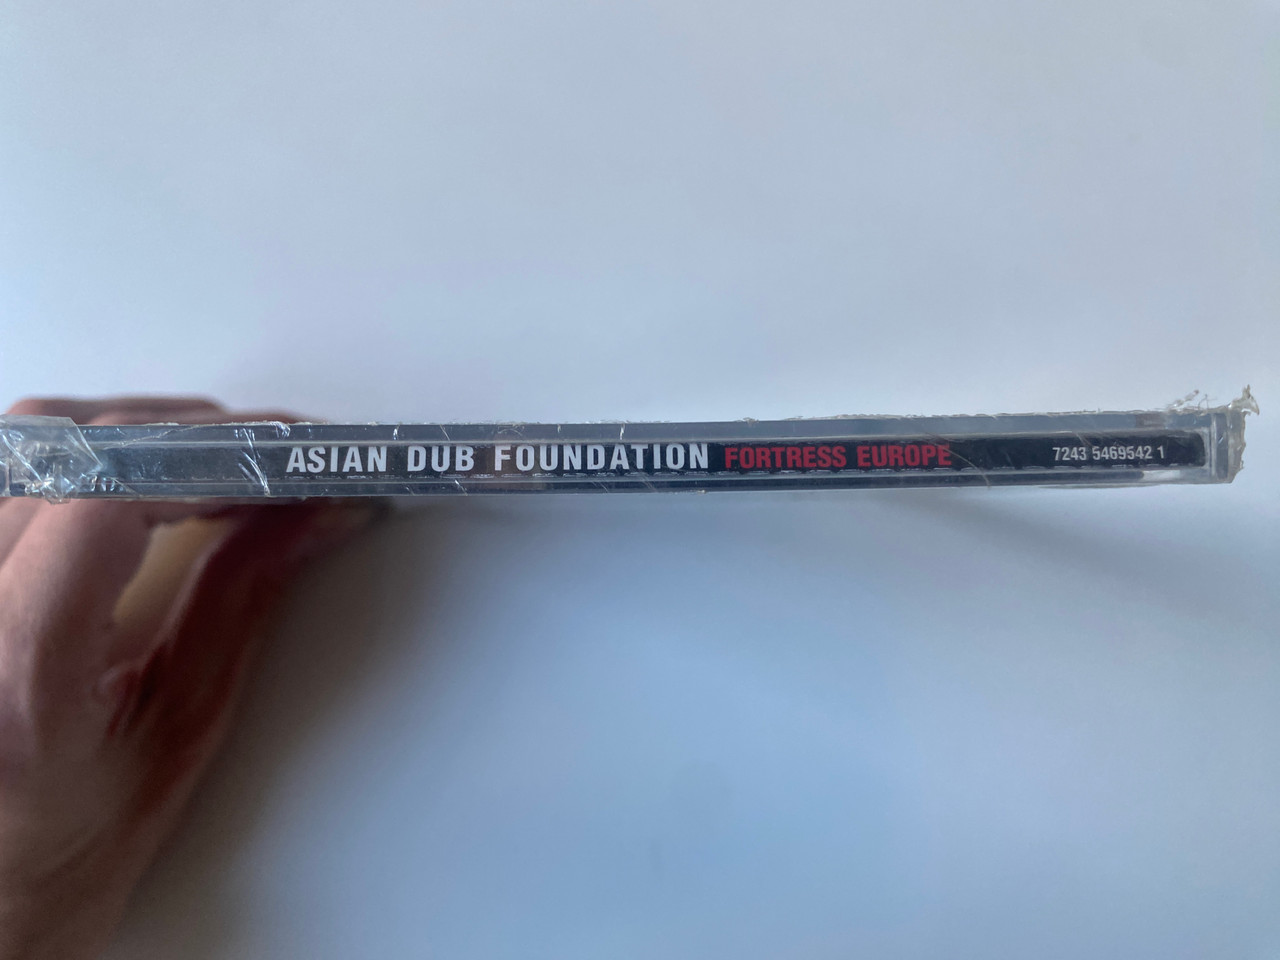 ASIAN DUB FOUNDATION FORTRESS EUROPE 7243 5469542 1